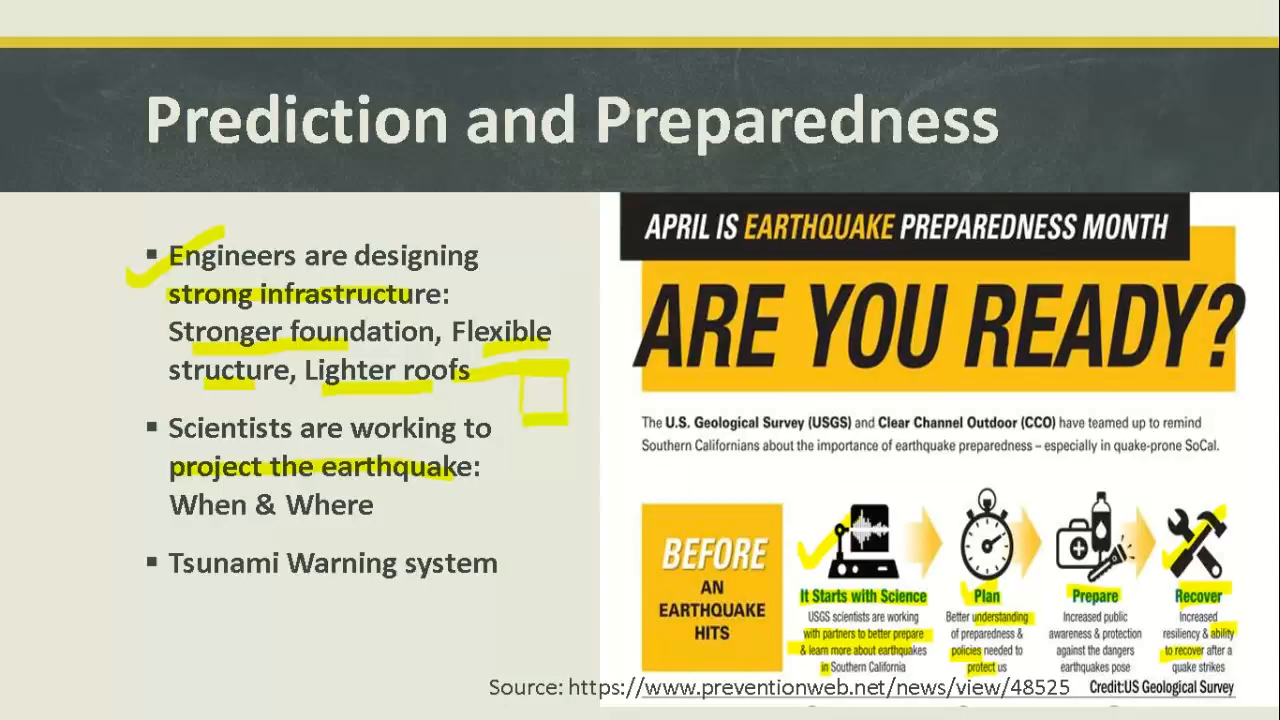 Prediction and Preparedness
▪ Engineers are designing
strong infrastructure:
Stronger foundation, Flexible
structure, Lighter roofs
▪ Scientists are working to
project the earthquake:
When & Where
▪ Tsunami Warning system
APRIL IS EARTHQUAKE PREPAREDNESS MONTH
ARE YOU READY?
The U.S. Geological Survey (USGS) and Clear Channel Outdoor (CCO) have teamed up to remind
Southern Californians about the importance of earthquake preparedness – especially in quake-prone SoCal.
BEFORE
AN
EARTHQUAKE
HITS
It Starts with Science
USGS scientists are working
with partners to better prepare
& learn more about earthquakes
in Southern California
Plan
Better understanding
of preparedness &
policies needed to
protect us
Prepare
Increased public
awareness & protection
against the dangers
earthquakes pose
Recover
Increased
resiliency & ability
to recover after a
quake strikes
Source: https://www.preventionweb.net/news/view/48525
Credit:US Geological Survey